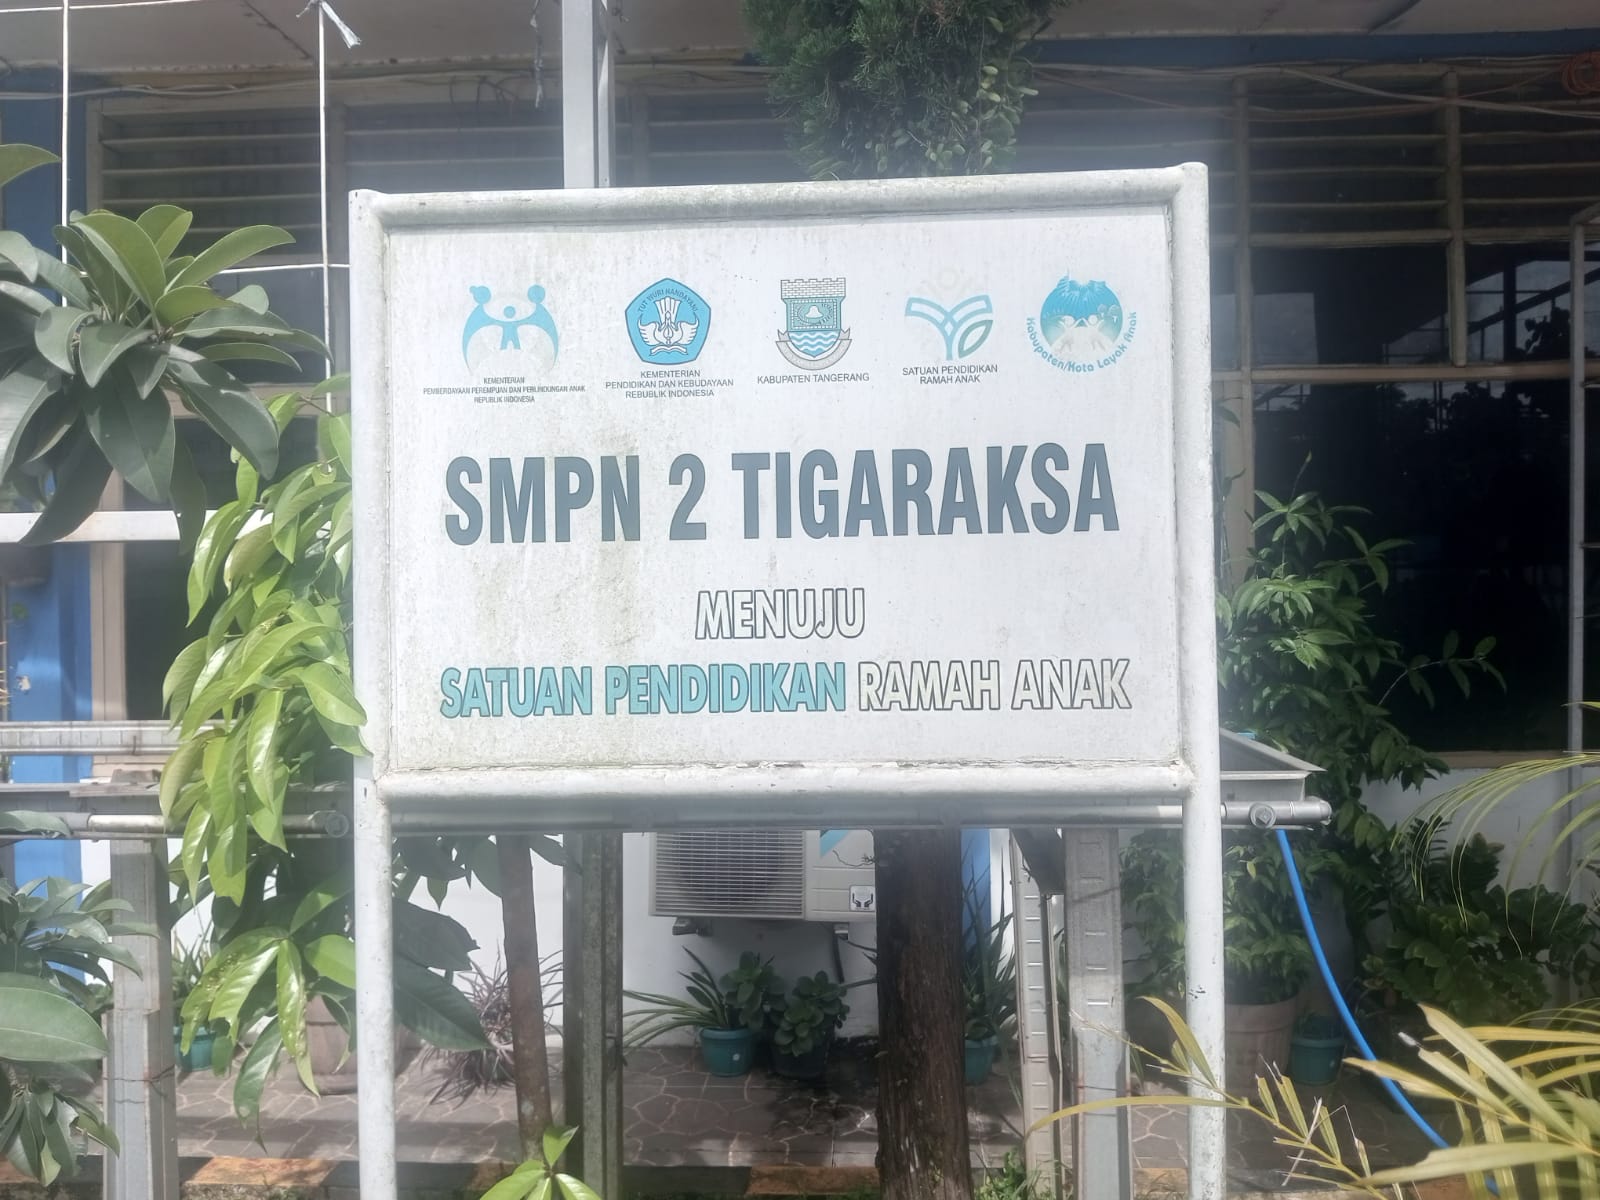 KEMENTERIAN
PEMBERDAYAAN PEREMPUAN DAN PERLINDUNGAN ANAK
REPUBLIK INDONESIA
TUT WURI HANDAYANI
KEMENTERIAN
PENDIDIKAN DAN KEBUDAYAAN
REBUBLIK INDONESIA
KABUPATEN TANGERANG
SATUAN PENDIDIKAN
RAMAH ANAK
Kabupaten/Kota Layak Anak
SMPN 2 TIGARAKSA
MENUJU
SATUAN PENDIDIKAN RAMAH ANAK